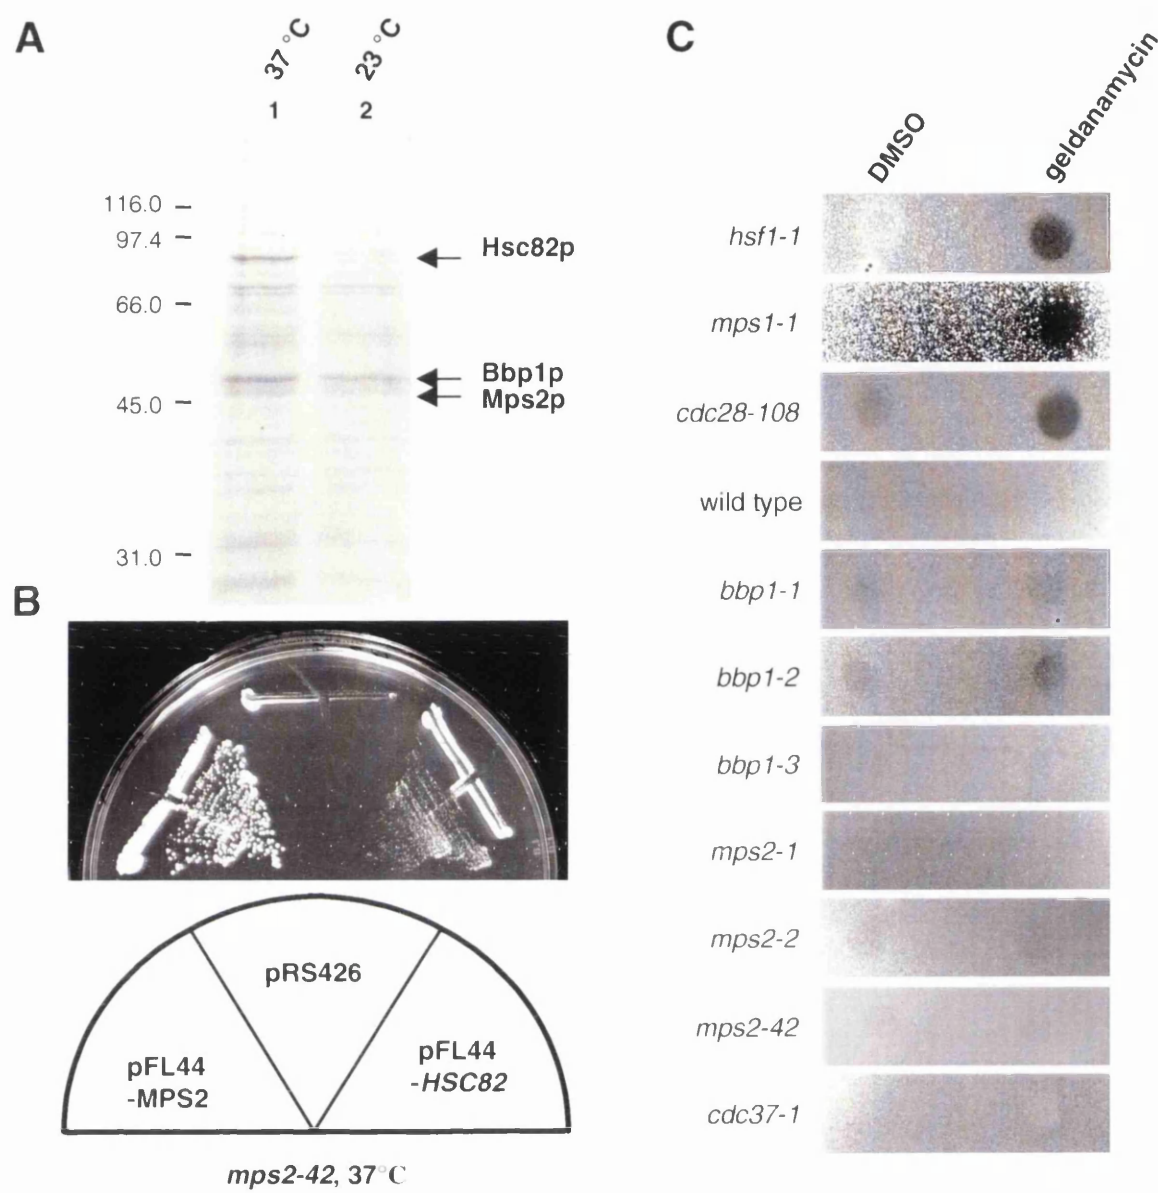 A
37 °C
23 °C
1
2
116.0
97.4
66.0
45.0
31.0
Hsc82p
Bbp1p
Mps2p
B
pRS426
pFL44
-MPS2
pFL44
-HSC82
mps2-42, 37°C
C
DMSO
geldanamycin
hsf1-1
mps1-1
cdc28-108
wild type
bbp1-1
bbp1-2
bbp1-3
mps2-1
mps2-2
mps2-42
cdc37-1